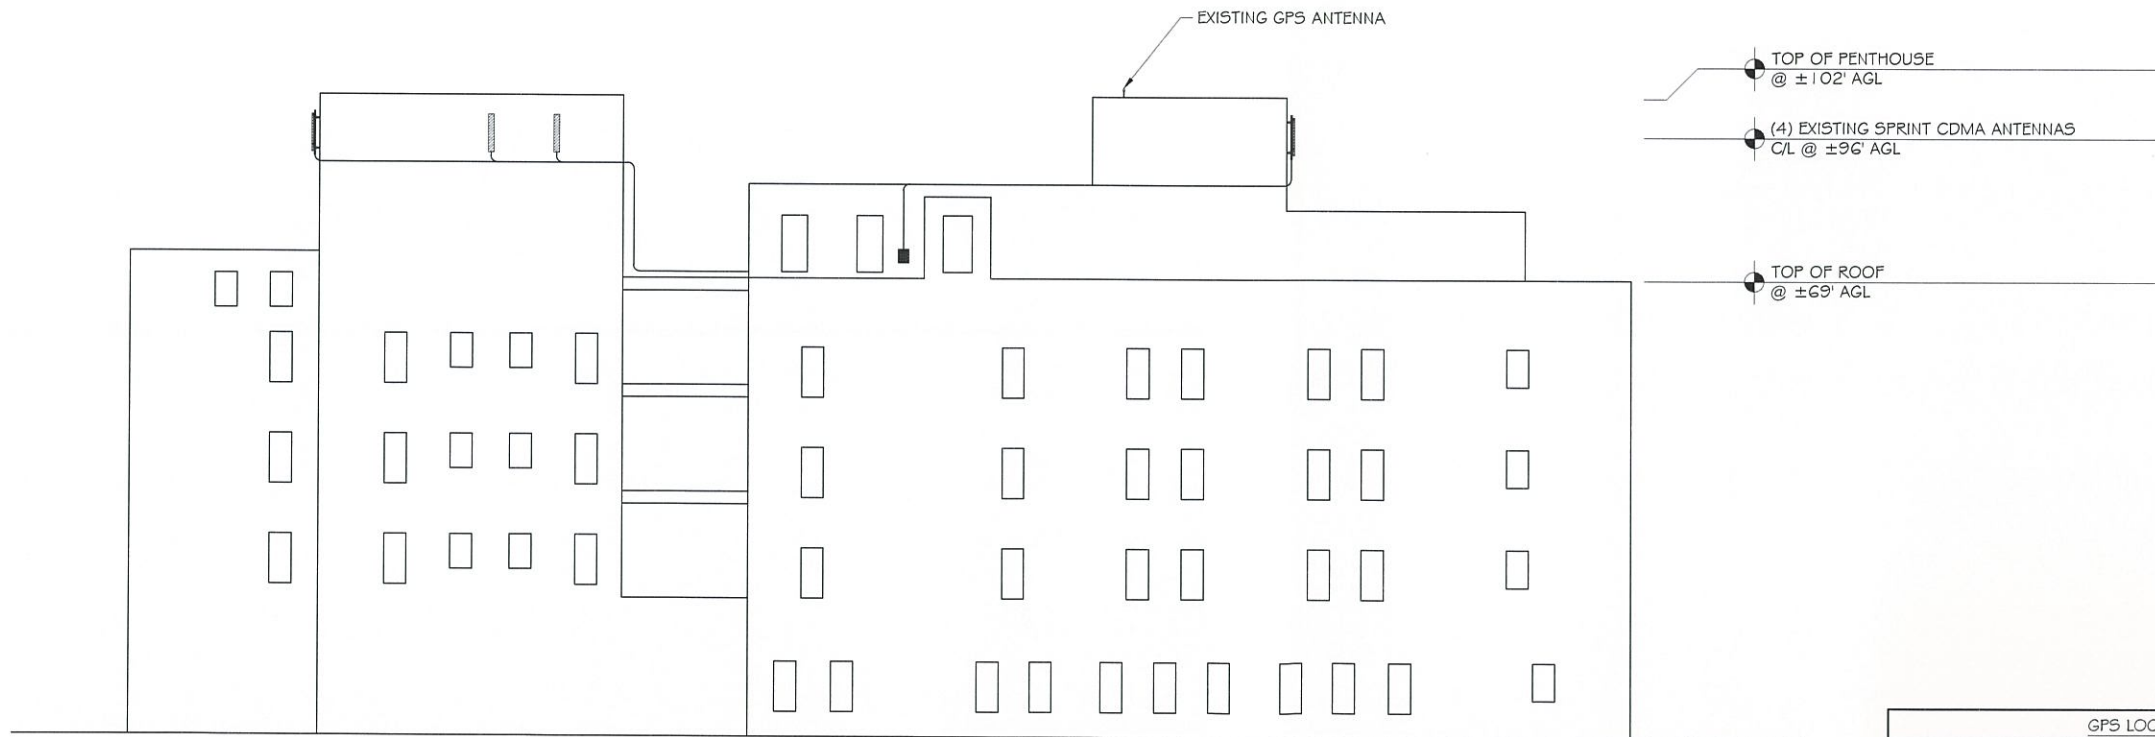 EXISTING GPS ANTENNA
TOP OF PENTHOUSE
@ ±102' AGL
(4) EXISTING SPRINT CDMA ANTENNAS
C/L @ ±96' AGL
TOP OF ROOF
@ ±69' AGL
GPS